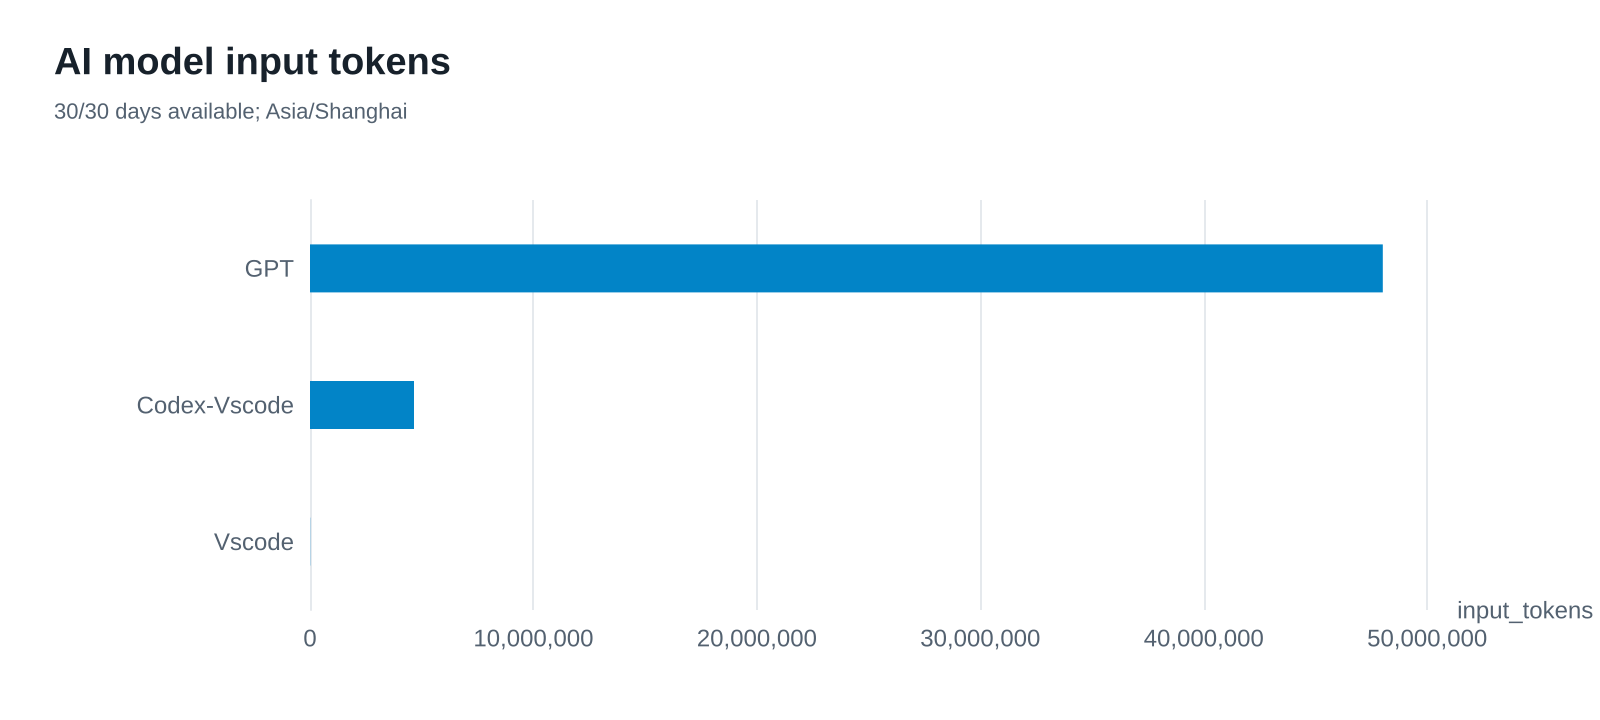 AI model input tokens
30/30 days available; Asia/Shanghai
GPT
Codex-Vscode
Vscode
input_tokens
0 10,000,000 20,000,000 30,000,000 40,000,000 50,000,000